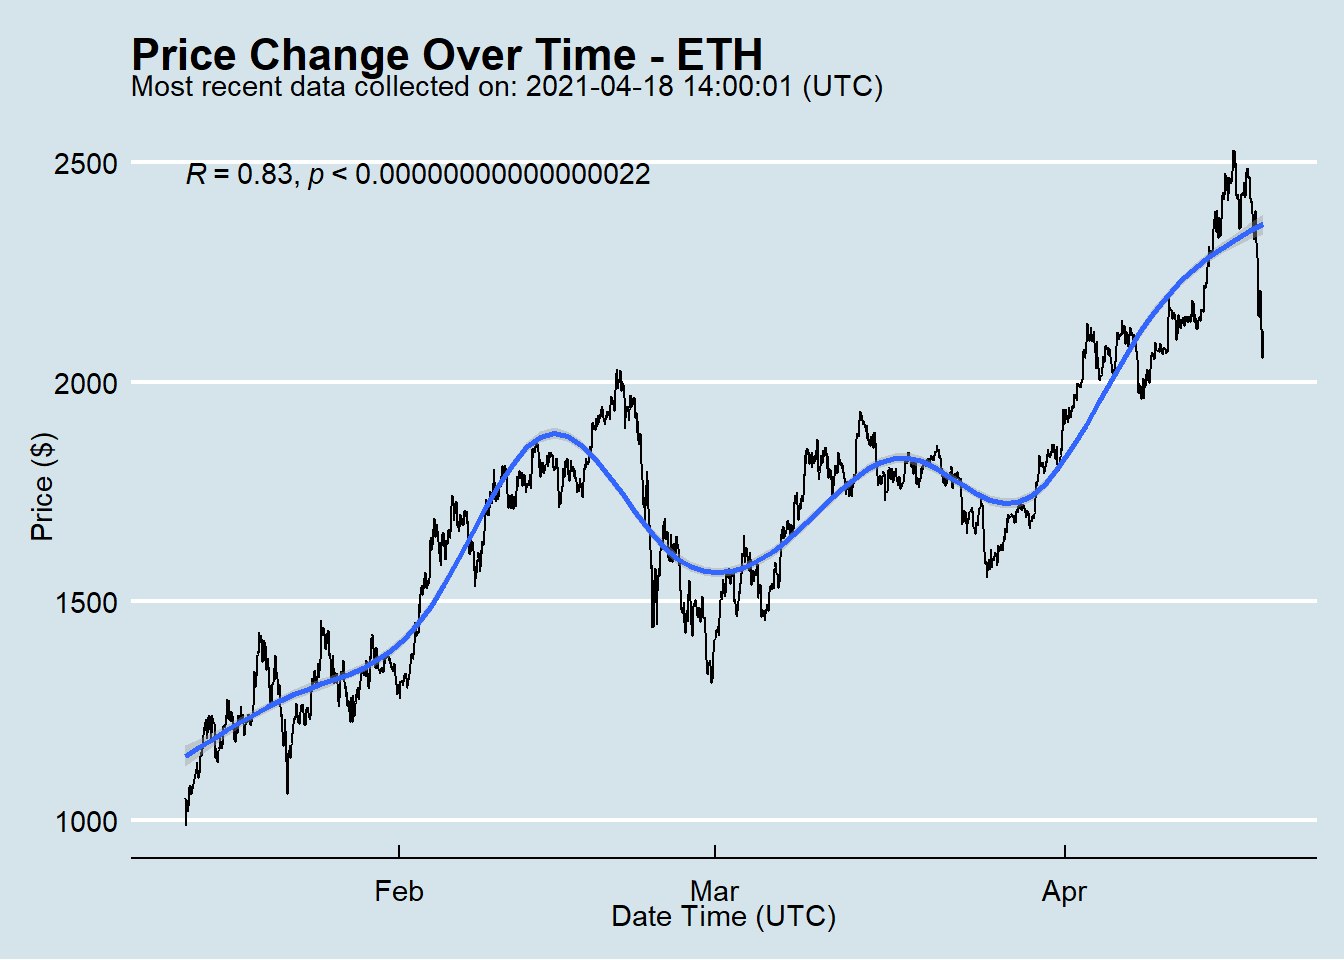 Price Change Over Time - ETH
Most recent data collected on: 2021-04-18 14:00:01 (UTC)
R = 0.83, p < 0.00000000000000022
2500
2000
1500
1000
Price ($)
Feb Mar Apr
Date Time (UTC)